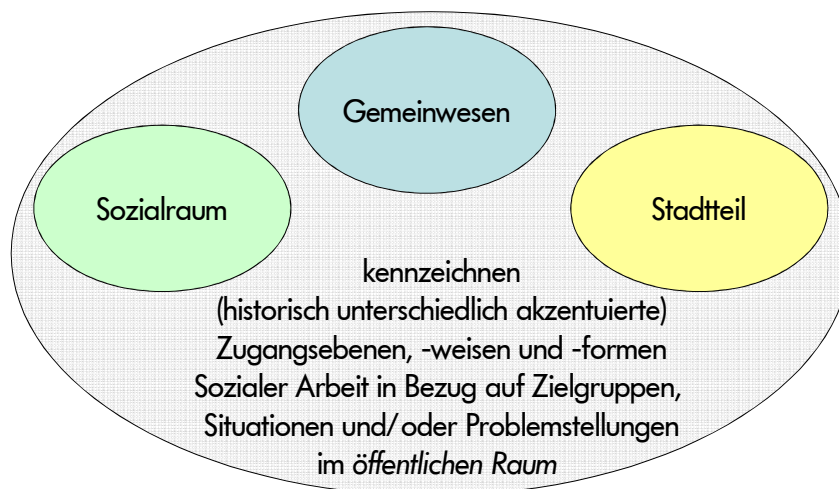 Gemeinwesen
Sozialraum
Stadtteil
kennzeichnen
(historisch unterschiedlich akzentuierte)
Zugangsebenen, -weisen und -formen
Sozialer Arbeit in Bezug auf Zielgruppen,
Situationen und/oder Problemstellungen
im öffentlichen Raum